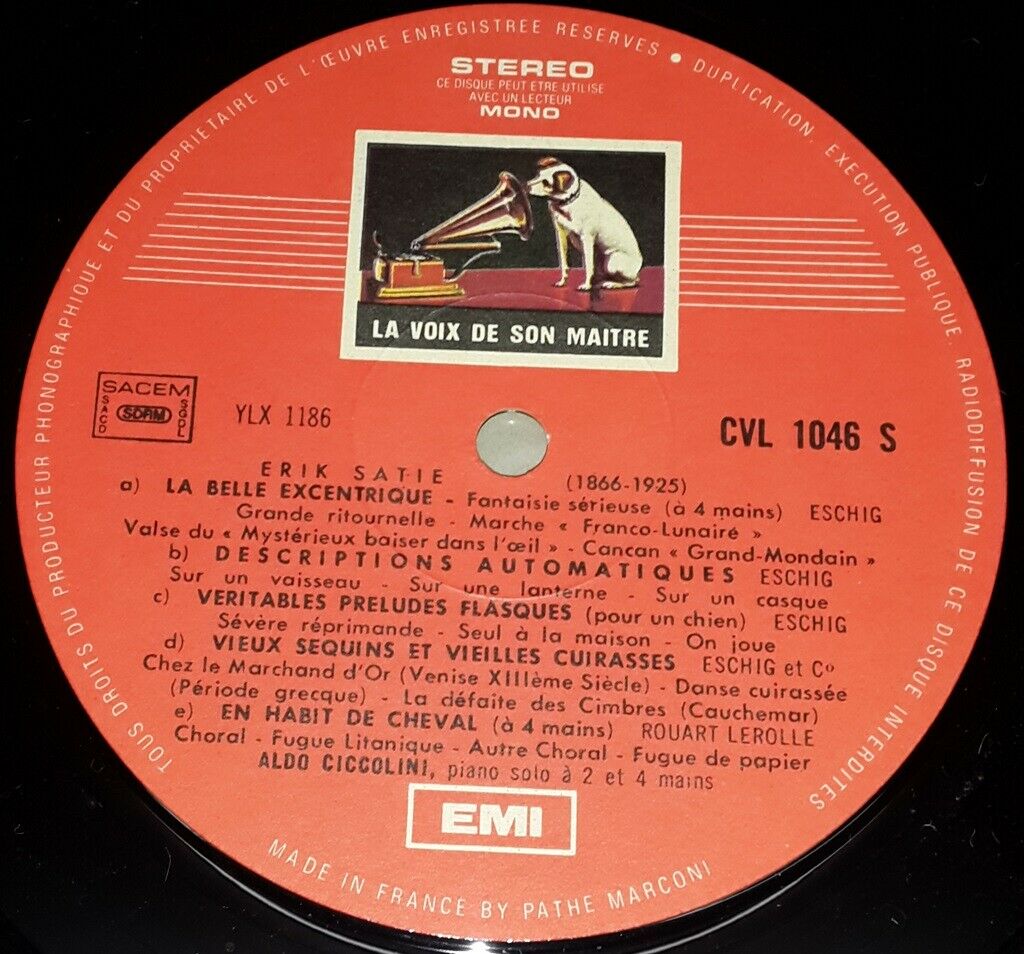 TOUS DROITS DU PRODUCTEUR PHONOGRAPHIQUE ET DU PROPRIETAIRE DE L'ŒUVRE ENREGISTREE RESERVES • DUPLICATION, EXECUTION PUBLIQUE, RADIODIFFUSION DE CE DISQUE INTERDITES
STEREO
CE DISQUE PEUT ETRE UTILISE
AVEC UN LECTEUR
MONO
LA VOIX DE SON MAITRE
SACEM
SACD
SDRM
SGDL
YLX 1186
CVL 1046 S
ERIK SATIE (1866-1925)
a) LA BELLE EXCENTRIQUE - Fantaisie sérieuse (à 4 mains) ESCHIG
Grande ritournelle - Marche « Franco-Lunairé »
Valse du « Mystérieux baiser dans l'œil » - Cancan « Grand-Mondain »
b) DESCRIPTIONS AUTOMATIQUES ESCHIG
Sur un vaisseau - Sur une lanterne - Sur un casque
c) VERITABLES PRELUDES FLASQUES (pour un chien) ESCHIG
Sévère réprimande - Seul à la maison - On joue
d) VIEUX SEQUINS ET VIEILLES CUIRASSES ESCHIG et Co
Chez le Marchand d'Or (Venise XIIIème Siècle) - Danse cuirassée
(Période grecque) - La défaite des Cimbres (Cauchemar)
e) EN HABIT DE CHEVAL (à 4 mains) ROUART LEROLLE
Choral - Fugue Litanique - Autre Choral - Fugue de papier
ALDO CICCOLINI, piano solo à 2 et 4 mains
EMI
MADE IN FRANCE BY PATHE MARCONI